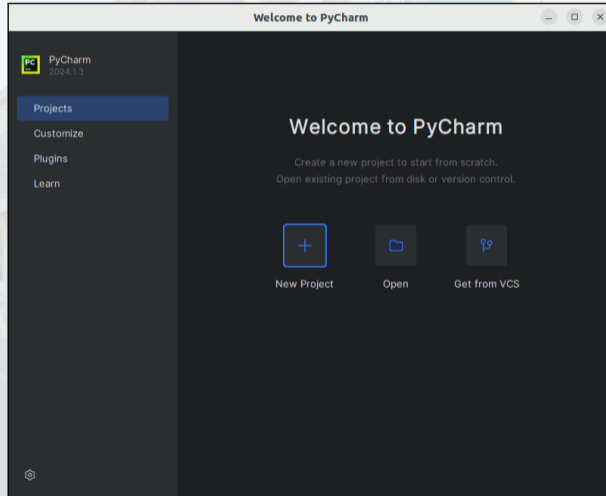 Welcome to PyCharm
PC
PyCharm
2024.1.3
Projects
Customize
Plugins
Learn
Welcome to PyCharm
Create a new project to start from scratch.
Open existing project from disk or version control.
New Project
Open
Get from VCS